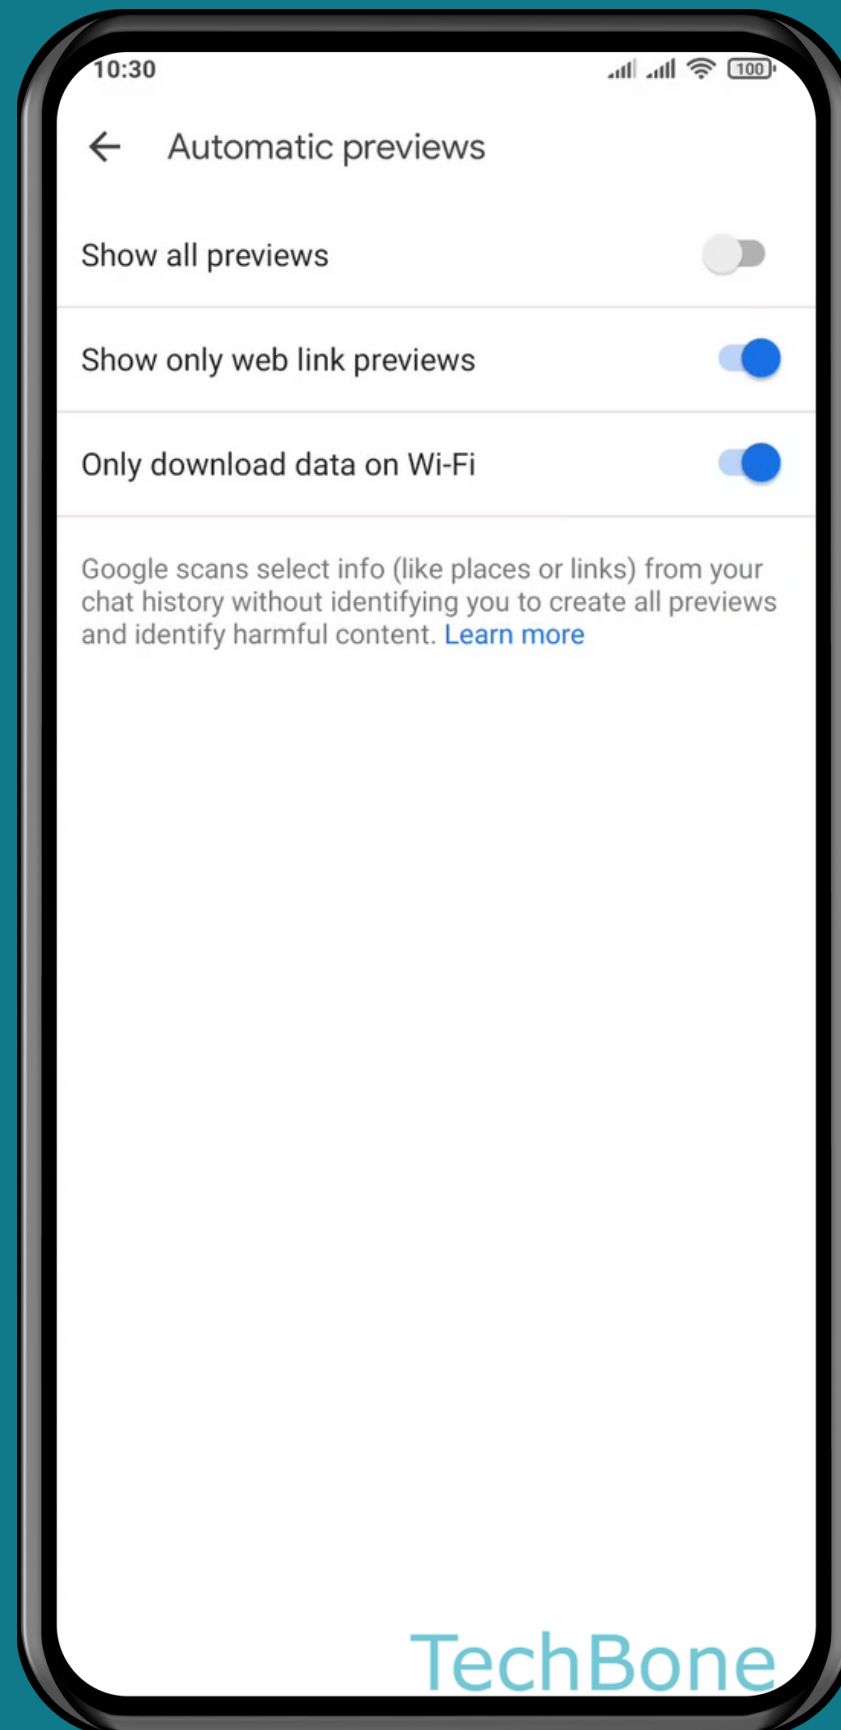 10:30
100
Automatic previews
Show all previews
Show only web link previews
Only download data on Wi-Fi
Google scans select info (like places or links) from your
chat history without identifying you to create all previews
and identify harmful content. Learn more
TechBone